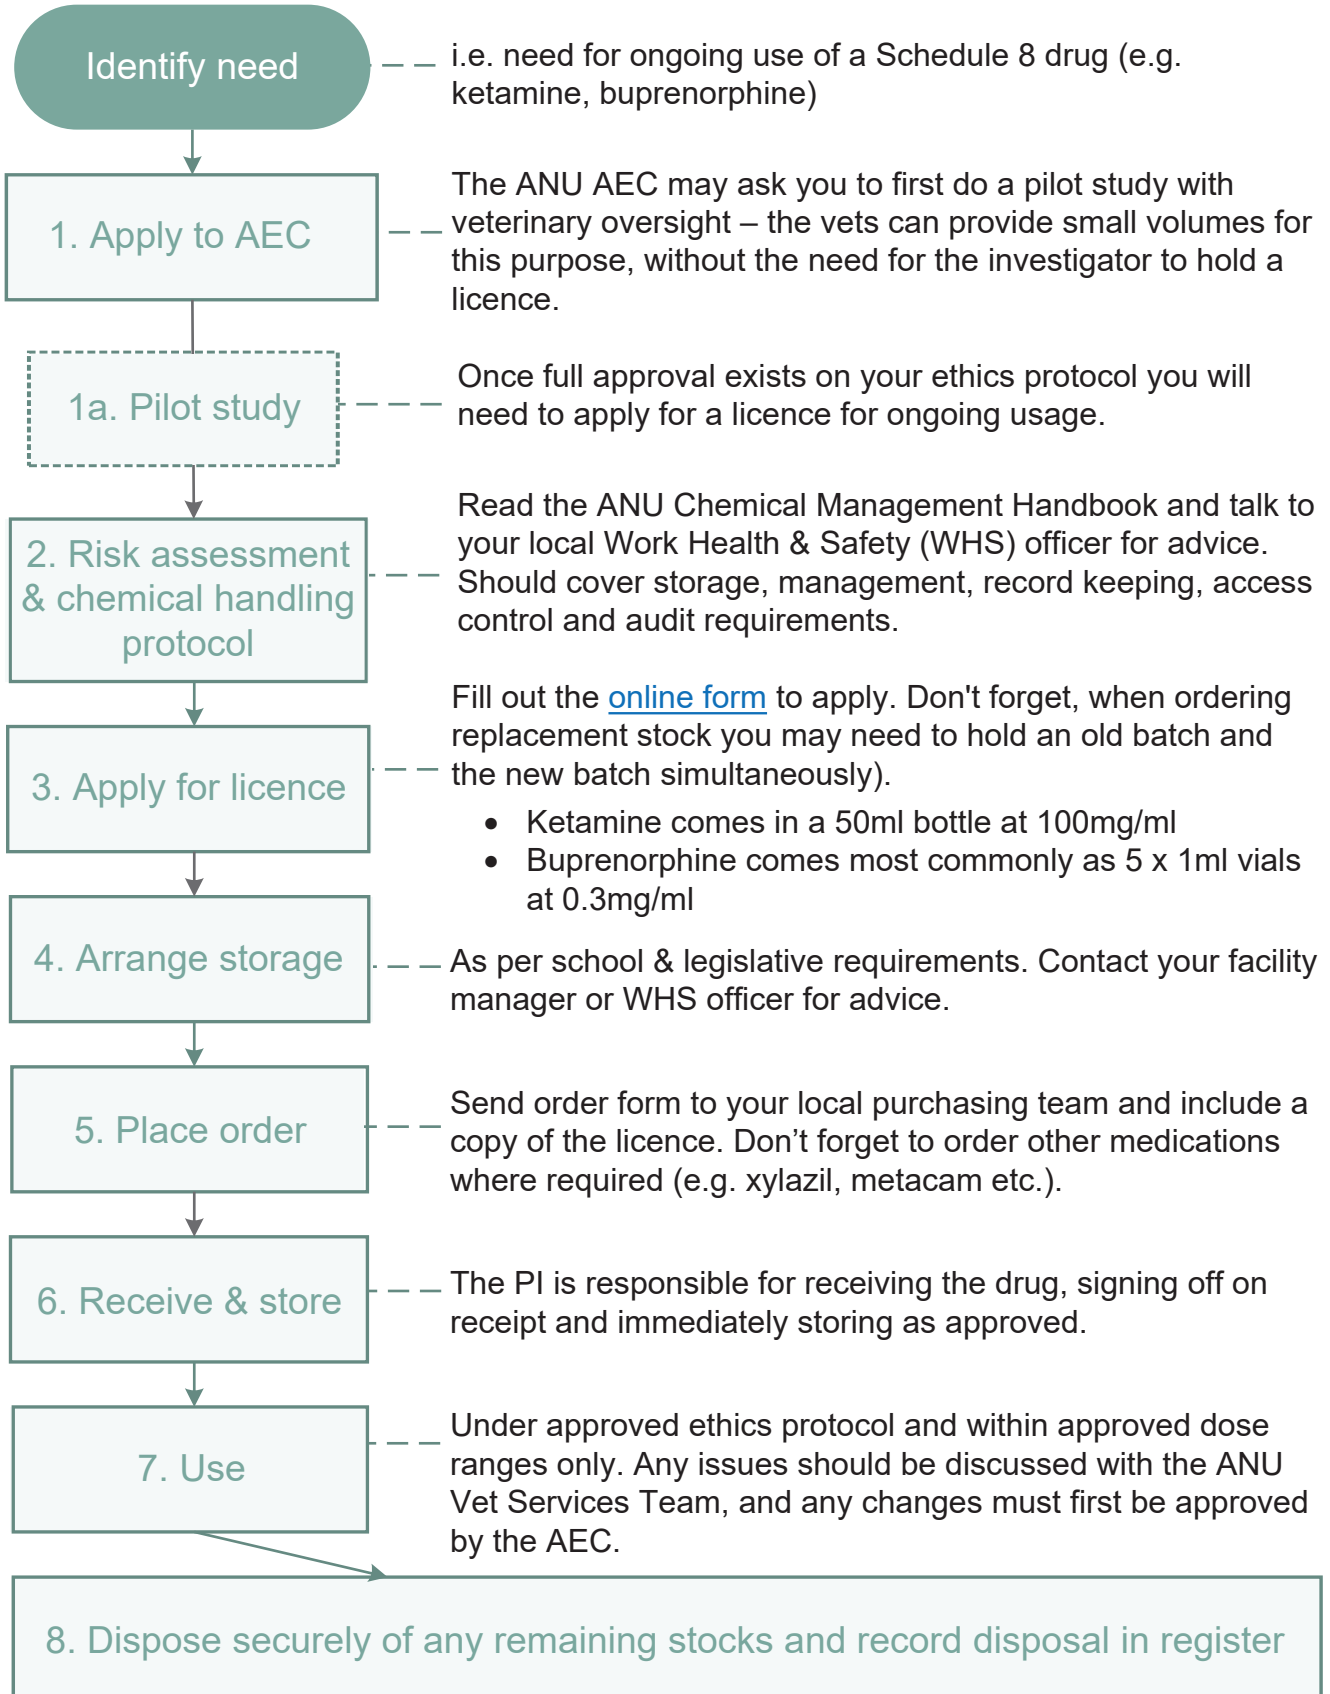 Identify need
i.e. need for ongoing use of a Schedule 8 drug (e.g.
ketamine, buprenorphine)
1. Apply to AEC
The ANU AEC may ask you to first do a pilot study with
veterinary oversight – the vets can provide small volumes for
this purpose, without the need for the investigator to hold a
licence.
1a. Pilot study
Once full approval exists on your ethics protocol you will
need to apply for a licence for ongoing usage.
2. Risk assessment
& chemical handling
protocol
Read the ANU Chemical Management Handbook and talk to
your local Work Health & Safety (WHS) officer for advice.
Should cover storage, management, record keeping, access
control and audit requirements.
3. Apply for licence
Fill out the online form to apply. Don't forget, when ordering
replacement stock you may need to hold an old batch and
the new batch simultaneously).
• Ketamine comes in a 50ml bottle at 100mg/ml
• Buprenorphine comes most commonly as 5 x 1ml vials
at 0.3mg/ml
4. Arrange storage
As per school & legislative requirements. Contact your facility
manager or WHS officer for advice.
5. Place order
Send order form to your local purchasing team and include a
copy of the licence. Don’t forget to order other medications
where required (e.g. xylazil, metacam etc.).
6. Receive & store
The PI is responsible for receiving the drug, signing off on
receipt and immediately storing as approved.
7. Use
Under approved ethics protocol and within approved dose
ranges only. Any issues should be discussed with the ANU
Vet Services Team, and any changes must first be approved
by the AEC.
8. Dispose securely of any remaining stocks and record disposal in register